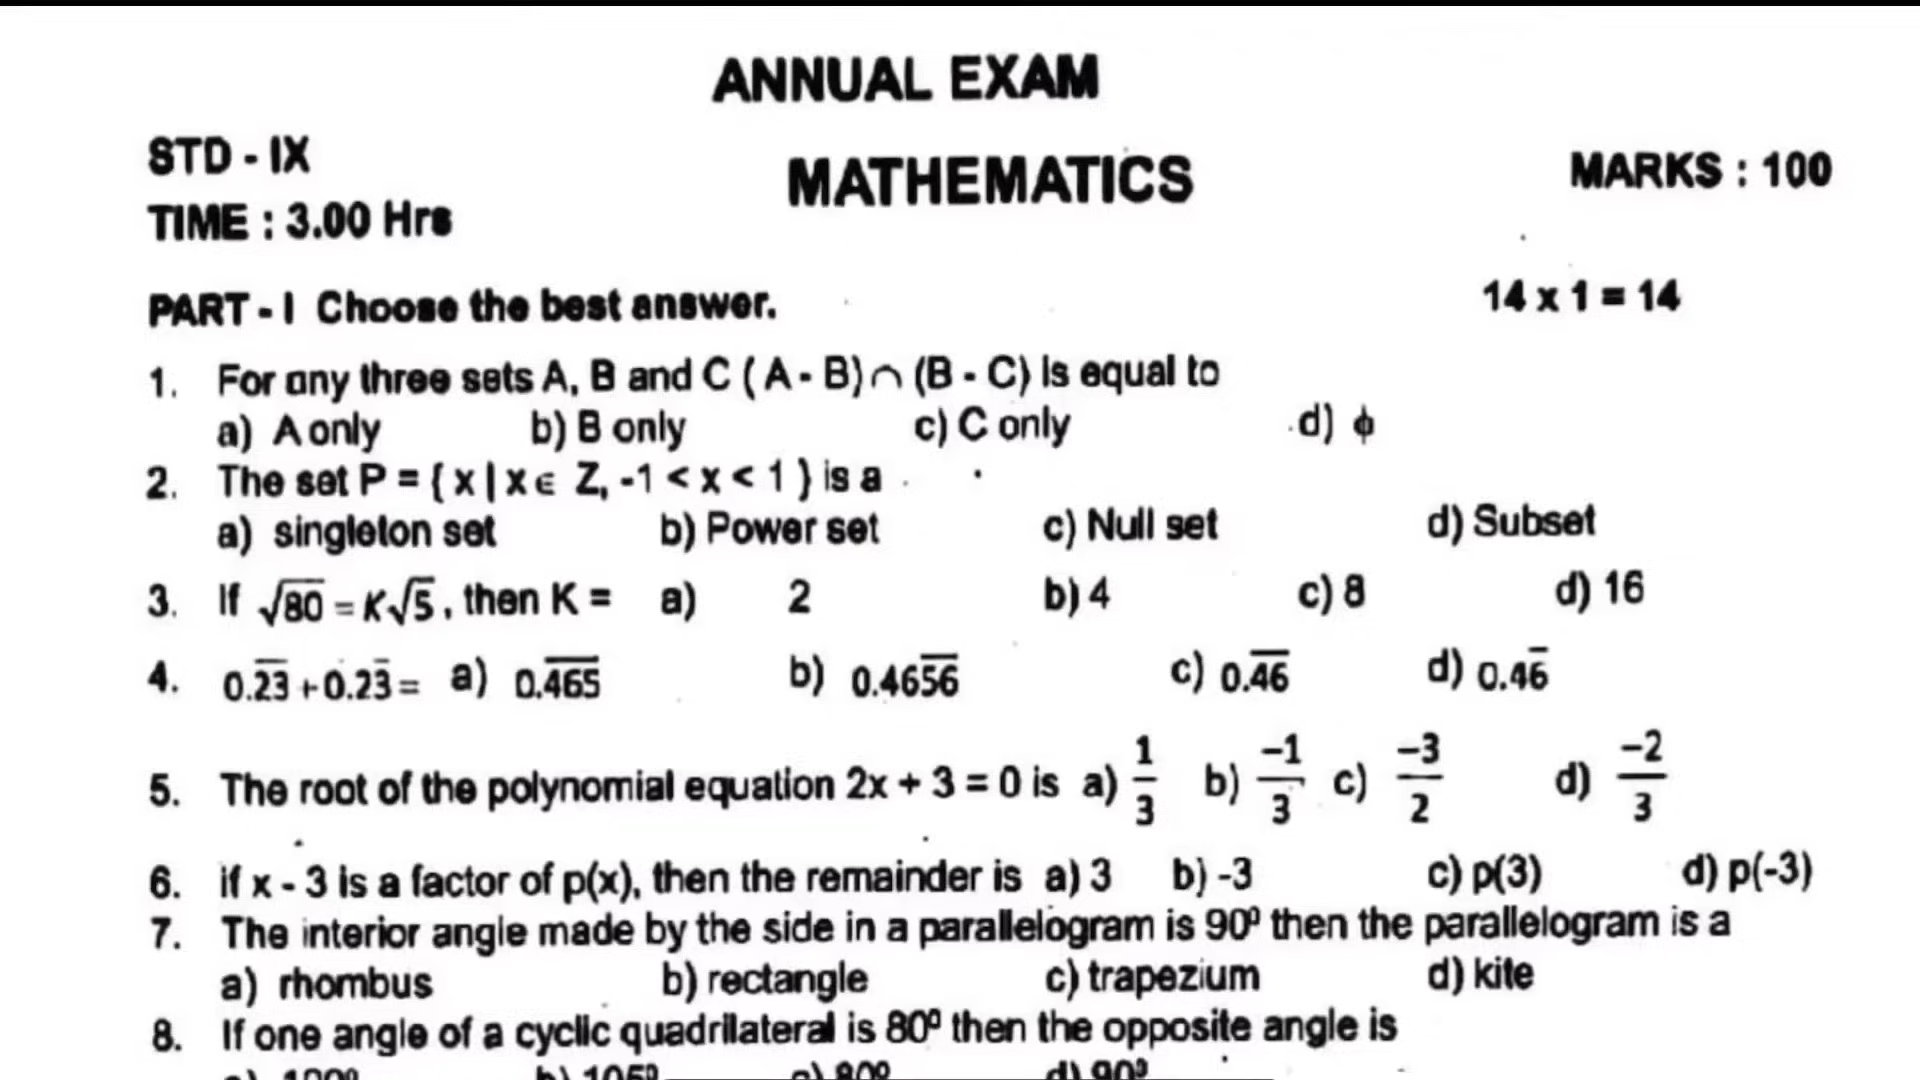 ANNUAL EXAM
STD - IX
MATHEMATICS
MARKS : 100
TIME : 3.00 Hrs
PART - I Choose the best answer.
14 x 1 = 14
1. For any three sets A, B and C ( A - B) ∩ (B - C) is equal to
a) A only b) B only c) C only d) ϕ
2. The set P = { x | x ∈ Z, -1 < x < 1 } is a
a) singleton set b) Power set c) Null set d) Subset
3. If √80 = K√5, then K = a) 2 b) 4 c) 8 d) 16
4. 0.2̅3̅ + 0.23̅ = a) 0.4̅6̅5̅ b) 0.465̅6̅ c) 0.4̅6̅ d) 0.46̅
5. The root of the polynomial equation 2x + 3 = 0 is a) 1/3 b) -1/3 c) -3/2 d) -2/3
6. if x - 3 is a factor of p(x), then the remainder is a) 3 b) -3 c) p(3) d) p(-3)
7. The interior angle made by the side in a parallelogram is 90⁰ then the parallelogram is a
a) rhombus b) rectangle c) trapezium d) kite
8. If one angle of a cyclic quadrilateral is 80⁰ then the opposite angle is
b) c) 80⁰ d) 90⁰